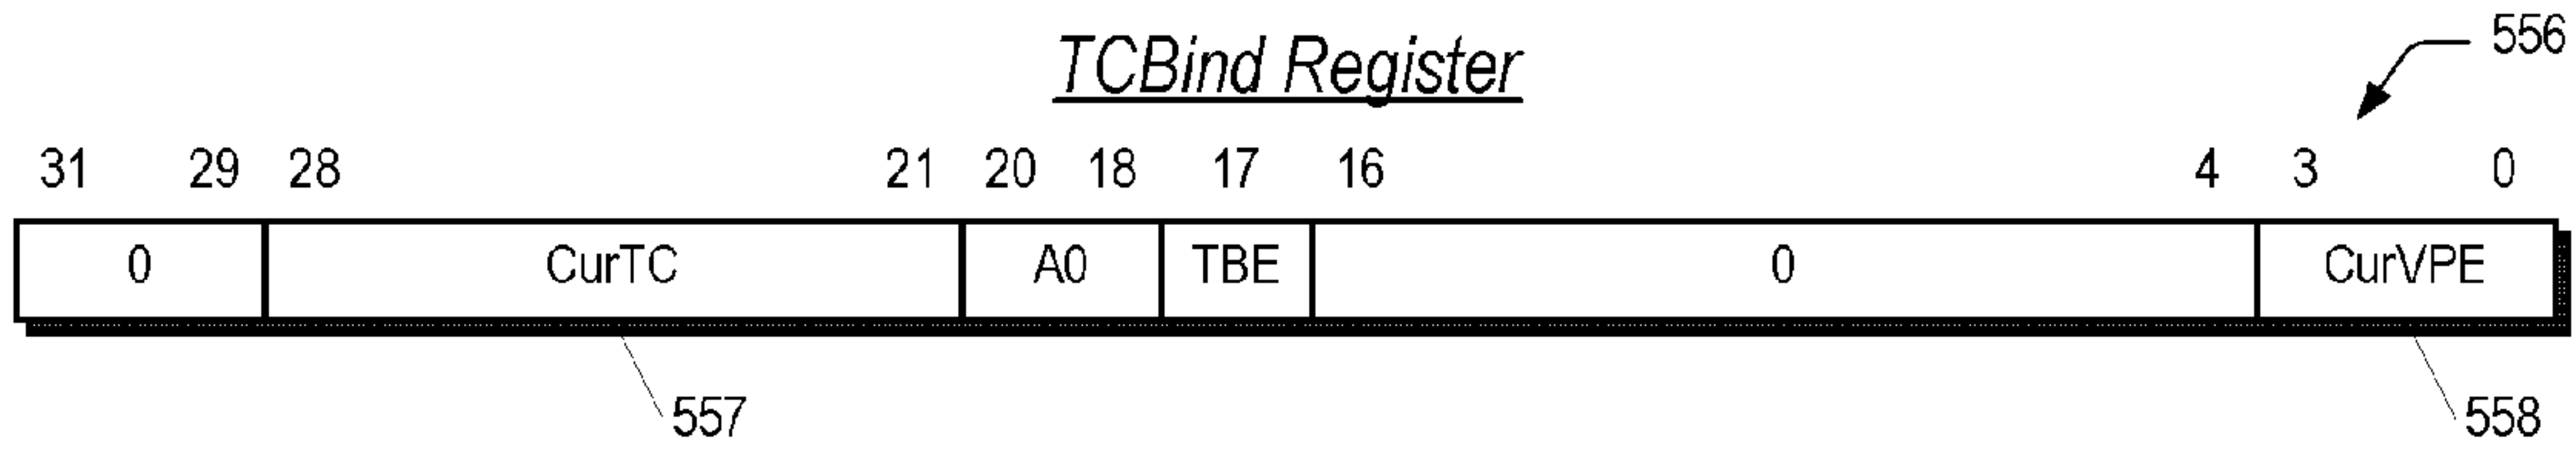 TCBind Register
556
31 29 28 21 20 18 17 16 4 3 0
0 CurTC A0 TBE 0 CurVPE
557 558